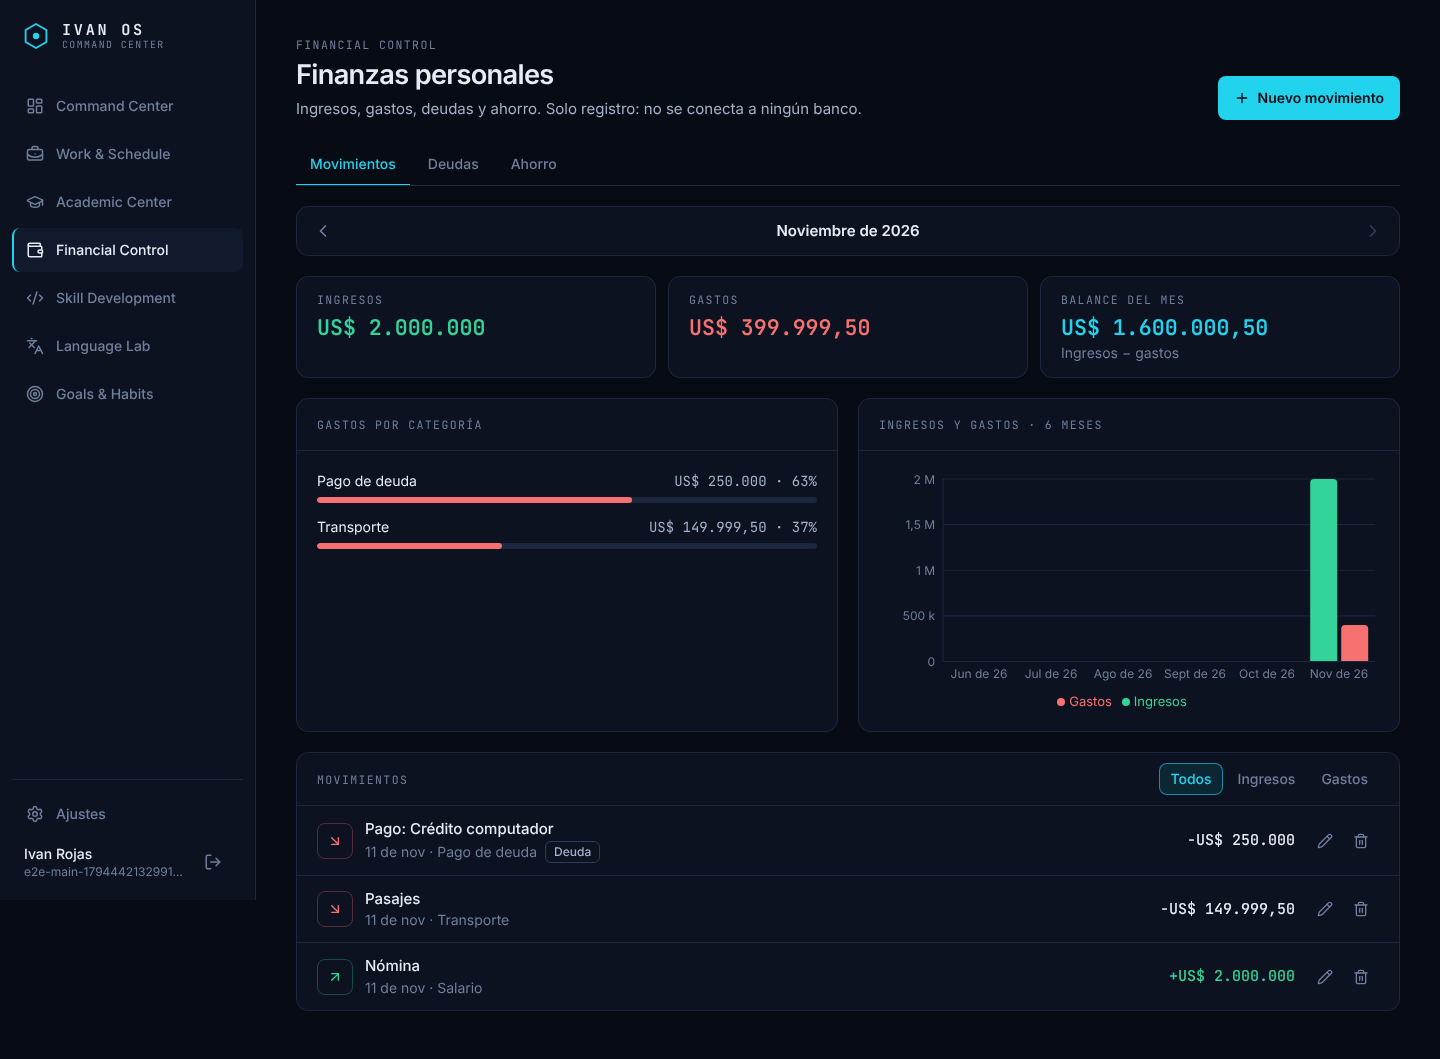 IVAN OS
COMMAND CENTER
Command Center
Work & Schedule
Academic Center
Financial Control
Skill Development
Language Lab
Goals & Habits
Ajustes
Ivan Rojas
e2e-main-1794442132991...
FINANCIAL CONTROL
Finanzas personales
Ingresos, gastos, deudas y ahorro. Solo registro: no se conecta a ningún banco.
Nuevo movimiento
Movimientos Deudas Ahorro
Noviembre de 2026
INGRESOS
US$ 2.000.000
GASTOS
US$ 399.999,50
BALANCE DEL MES
US$ 1.600.000,50
Ingresos − gastos
GASTOS POR CATEGORÍA
Pago de deuda US$ 250.000 · 63%
Transporte US$ 149.999,50 · 37%
INGRESOS Y GASTOS · 6 MESES
2 M
1,5 M
1 M
500 k
0
Jun de 26 Jul de 26 Ago de 26 Sept de 26 Oct de 26 Nov de 26
Gastos Ingresos
MOVIMIENTOS
Todos Ingresos Gastos
Pago: Crédito computador
11 de nov · Pago de deuda Deuda
-US$ 250.000
Pasajes
11 de nov · Transporte
-US$ 149.999,50
Nómina
11 de nov · Salario
+US$ 2.000.000